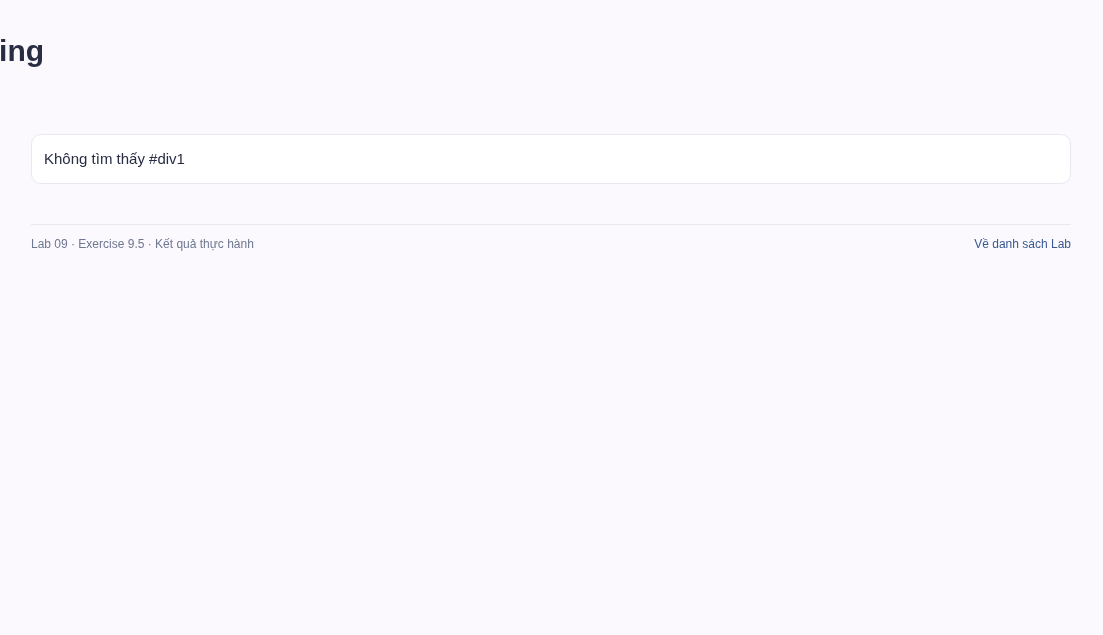 ing
Không tìm thấy #div1
Lab 09 · Exercise 9.5 · Kết quả thực hành
Về danh sách Lab